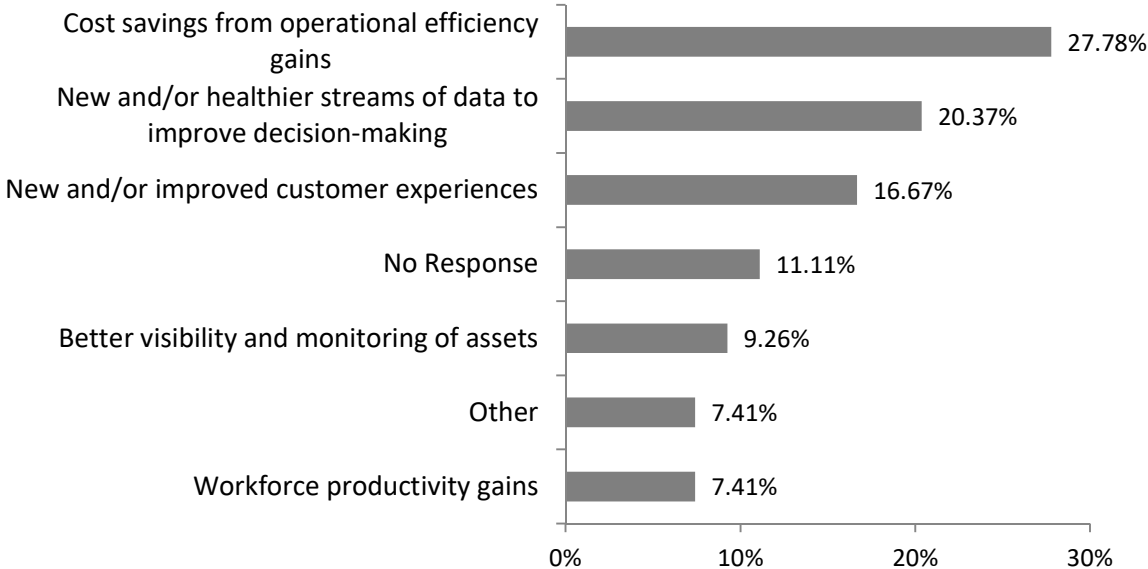 Cost savings from operational efficiency
gains
27.78%
New and/or healthier streams of data to
improve decision-making
20.37%
New and/or improved customer experiences
16.67%
No Response
11.11%
Better visibility and monitoring of assets
9.26%
Other
7.41%
Workforce productivity gains
7.41%
0%
10%
20%
30%